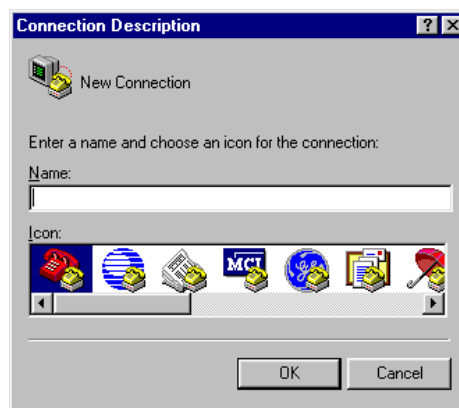 Connection Description
New Connection
Enter a name and choose an icon for the connection:
Name:
Icon:
MCI
OK Cancel